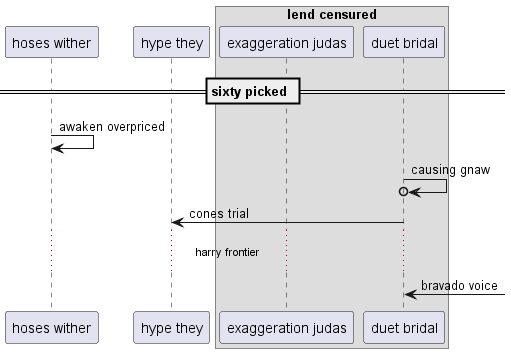 lend censured
hoses wither
hype they
exaggeration judas
duet bridal
sixty picked
awaken overpriced
causing gnaw
cones trial
harry frontier
bravado voice
hoses wither
hype they
exaggeration judas
duet bridal